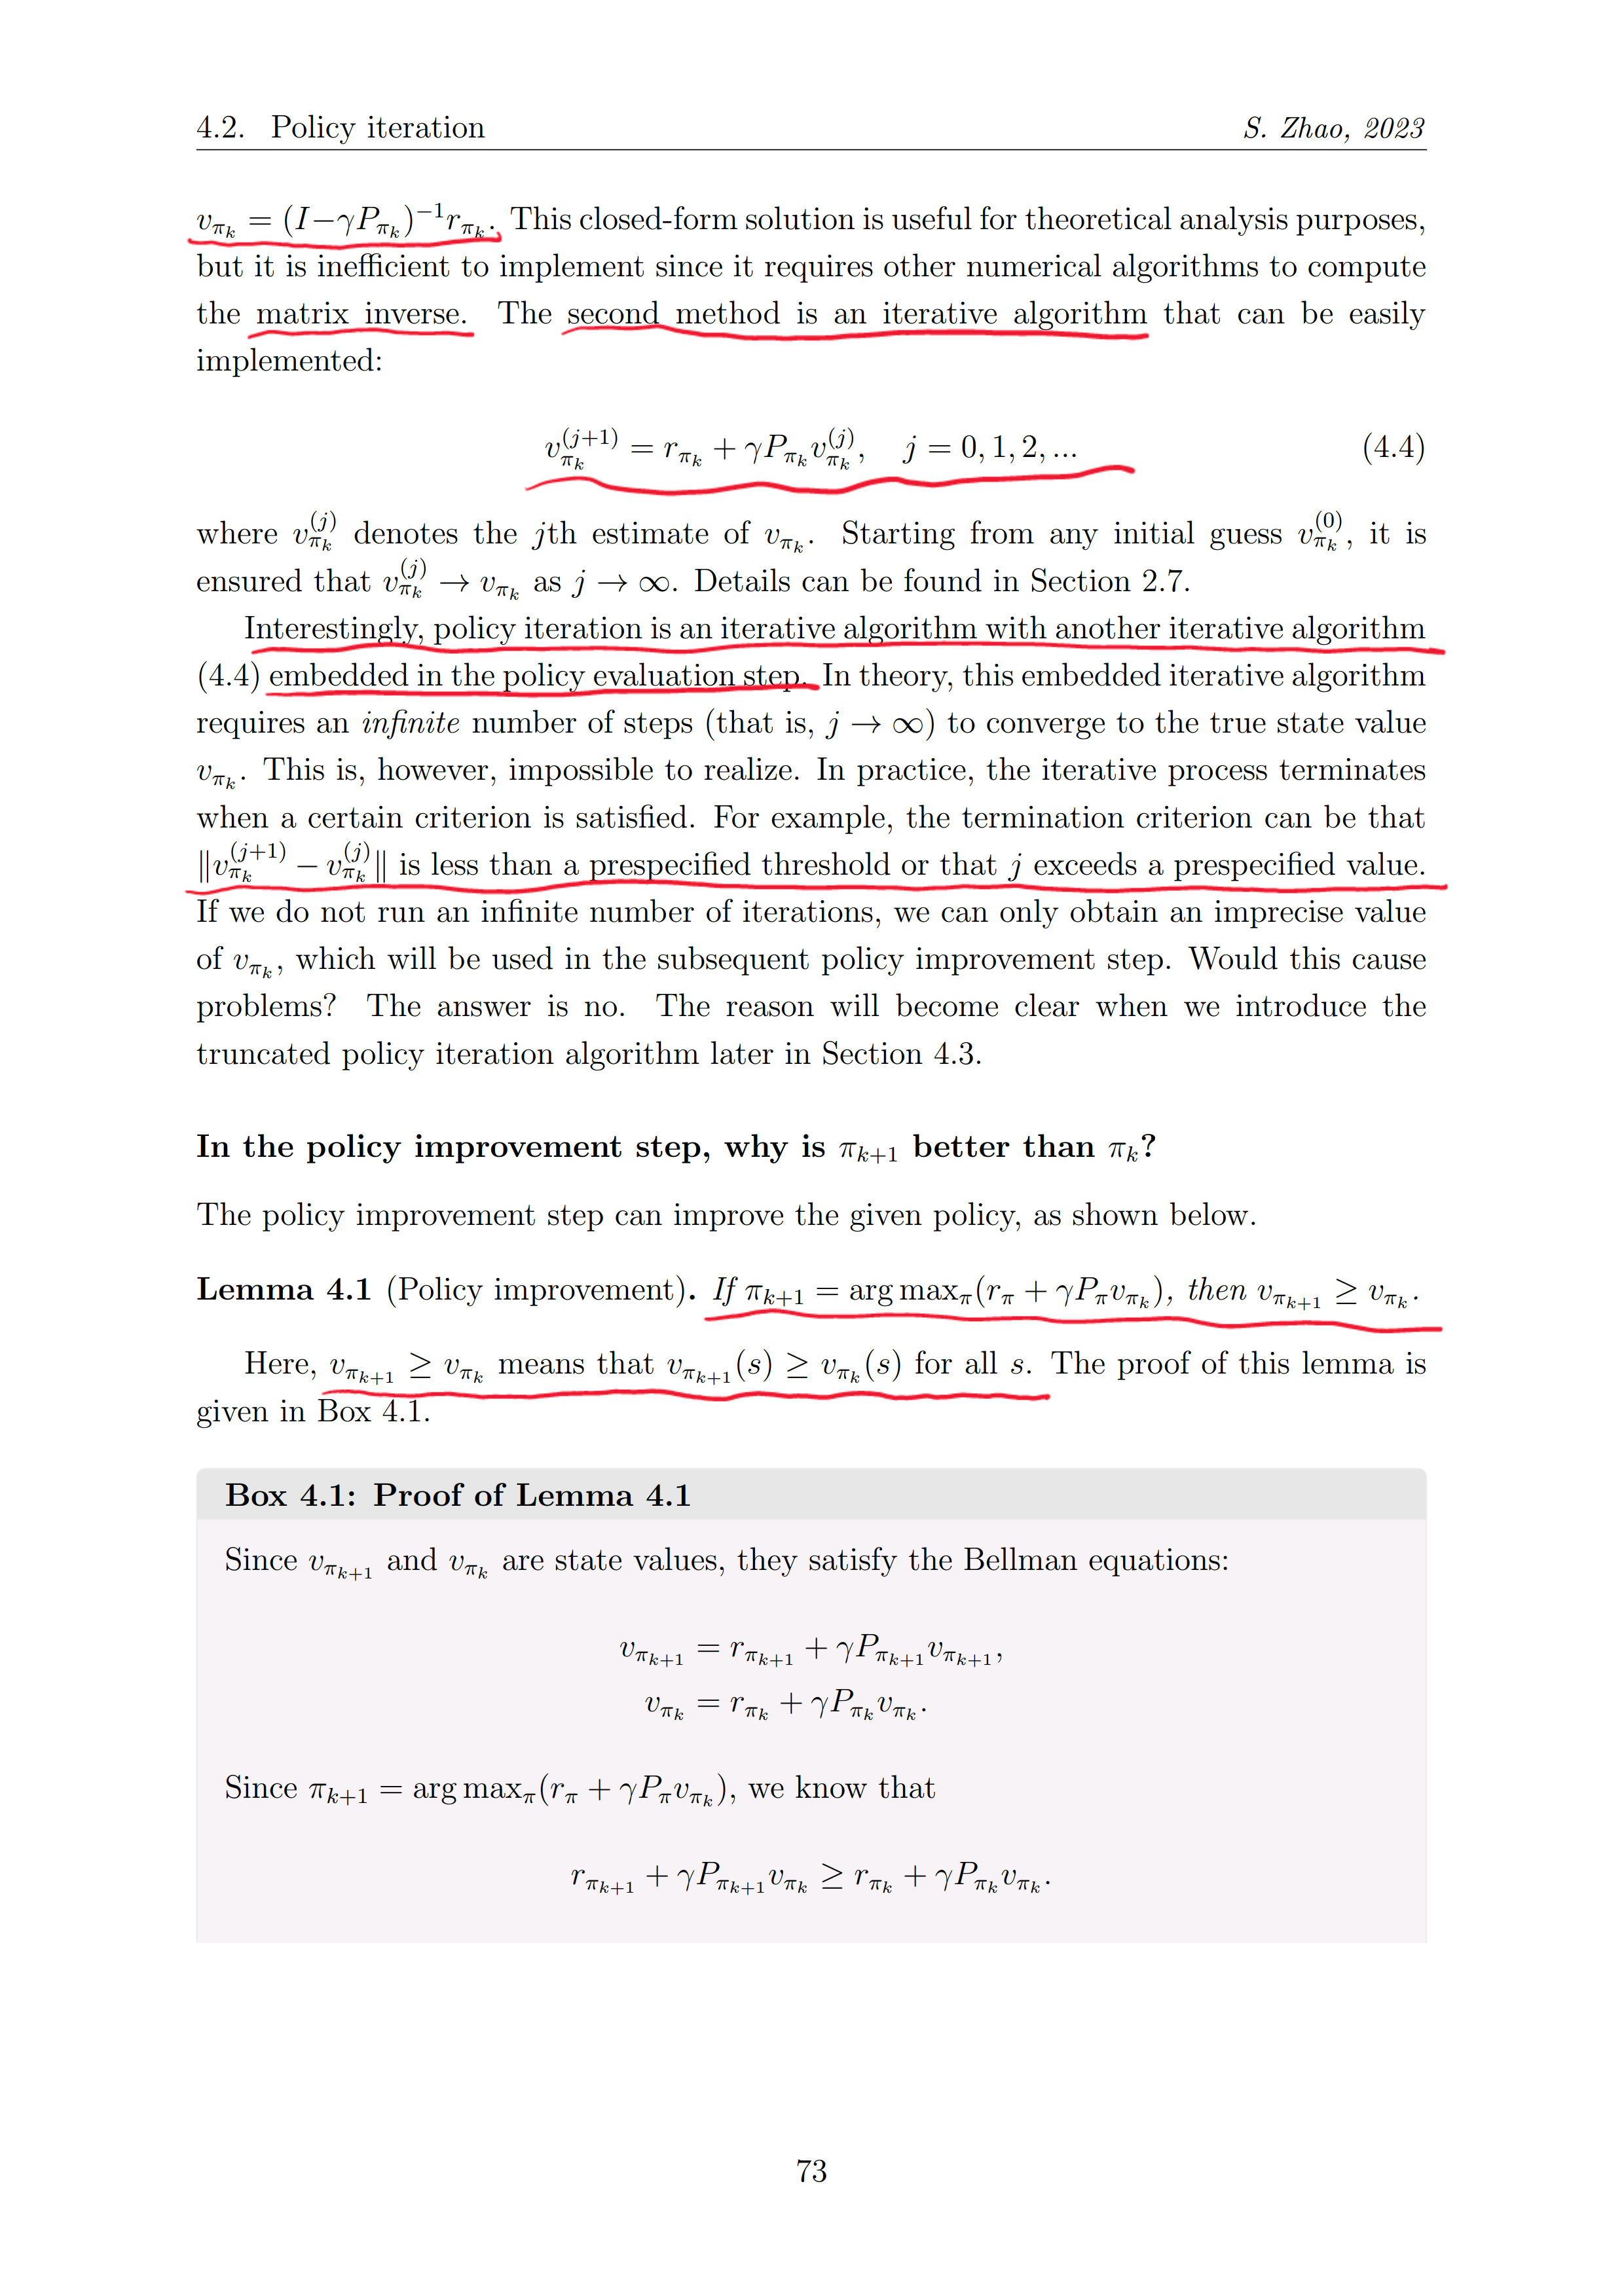 4.2. Policy iteration S. Zhao, 2023
$v_{\pi_k} = (I - \gamma P_{\pi_k})^{-1} r_{\pi_k}$. This closed-form solution is useful for theoretical analysis purposes,
but it is inefficient to implement since it requires other numerical algorithms to compute
the matrix inverse. The second method is an iterative algorithm that can be easily
implemented:
$v_{\pi_k}^{(j+1)} = r_{\pi_k} + \gamma P_{\pi_k} v_{\pi_k}^{(j)}, \quad j = 0, 1, 2, ...$ (4.4)
where $v_{\pi_k}^{(j)}$ denotes the $j$th estimate of $v_{\pi_k}$. Starting from any initial guess $v_{\pi_k}^{(0)}$, it is
ensured that $v_{\pi_k}^{(j)} \to v_{\pi_k}$ as $j \to \infty$. Details can be found in Section 2.7.
Interestingly, policy iteration is an iterative algorithm with another iterative algorithm
(4.4) embedded in the policy evaluation step. In theory, this embedded iterative algorithm
requires an infinite number of steps (that is, $j \to \infty$) to converge to the true state value
$v_{\pi_k}$. This is, however, impossible to realize. In practice, the iterative process terminates
when a certain criterion is satisfied. For example, the termination criterion can be that
$\|v_{\pi_k}^{(j+1)} - v_{\pi_k}^{(j)}\|$ is less than a prespecified threshold or that $j$ exceeds a prespecified value.
If we do not run an infinite number of iterations, we can only obtain an imprecise value
of $v_{\pi_k}$, which will be used in the subsequent policy improvement step. Would this cause
problems? The answer is no. The reason will become clear when we introduce the
truncated policy iteration algorithm later in Section 4.3.
In the policy improvement step, why is $\pi_{k+1}$ better than $\pi_k$?
The policy improvement step can improve the given policy, as shown below.
Lemma 4.1 (Policy improvement). If $\pi_{k+1} = \arg\max_\pi (r_\pi + \gamma P_\pi v_{\pi_k})$, then $v_{\pi_{k+1}} \geq v_{\pi_k}$.
Here, $v_{\pi_{k+1}} \geq v_{\pi_k}$ means that $v_{\pi_{k+1}}(s) \geq v_{\pi_k}(s)$ for all $s$. The proof of this lemma is
given in Box 4.1.
Box 4.1: Proof of Lemma 4.1
Since $v_{\pi_{k+1}}$ and $v_{\pi_k}$ are state values, they satisfy the Bellman equations:
$v_{\pi_{k+1}} = r_{\pi_{k+1}} + \gamma P_{\pi_{k+1}} v_{\pi_{k+1}},$
$v_{\pi_k} = r_{\pi_k} + \gamma P_{\pi_k} v_{\pi_k}.$
Since $\pi_{k+1} = \arg\max_\pi (r_\pi + \gamma P_\pi v_{\pi_k})$, we know that
$r_{\pi_{k+1}} + \gamma P_{\pi_{k+1}} v_{\pi_k} \geq r_{\pi_k} + \gamma P_{\pi_k} v_{\pi_k}.$
73